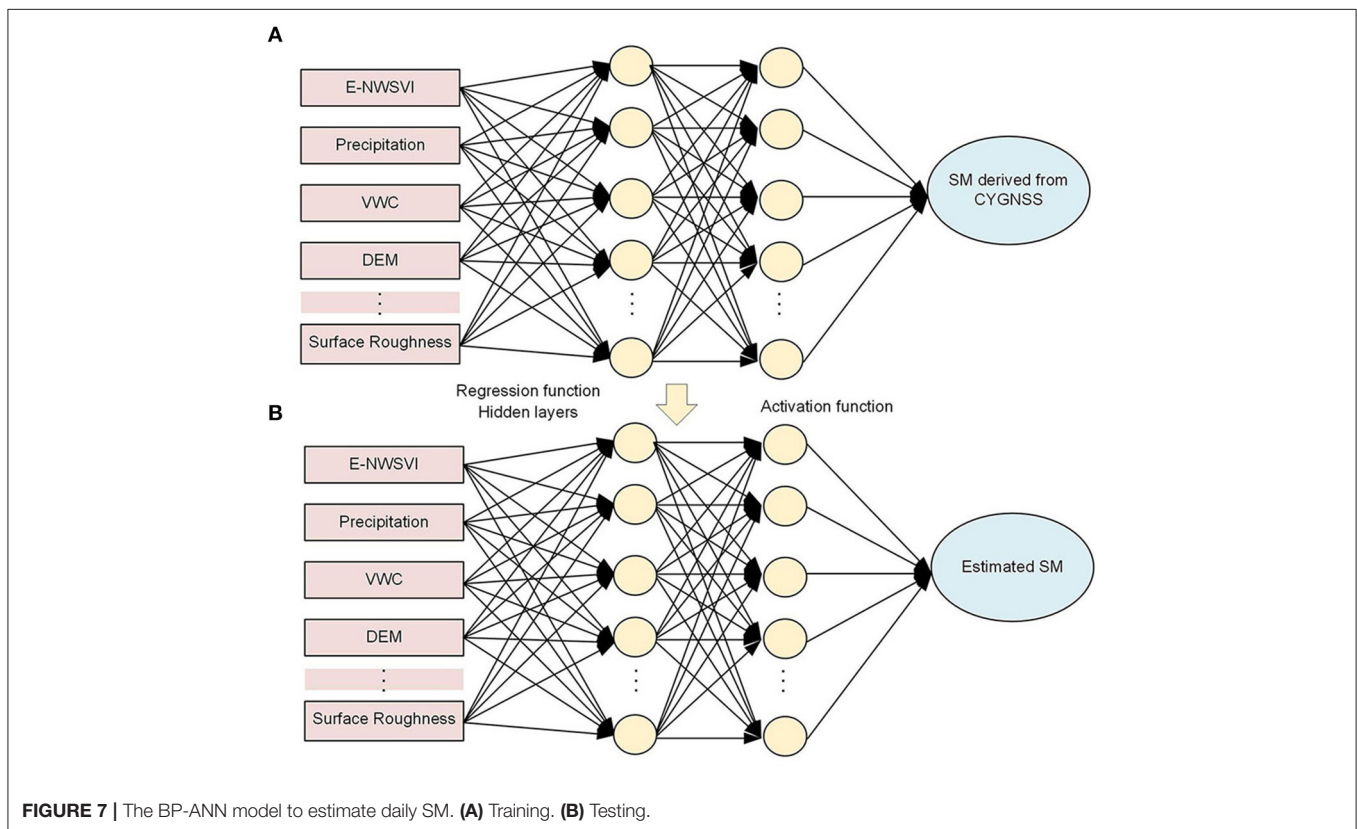 A
E-NWSVI
Precipitation
VWC
DEM
⋮
Surface Roughness
⋮
⋮
SM derived from
CYGNSS
Regression function
Hidden layers
Activation function
B
E-NWSVI
Precipitation
VWC
DEM
⋮
Surface Roughness
⋮
⋮
Estimated SM
FIGURE 7 | The BP-ANN model to estimate daily SM. (A) Training. (B) Testing.